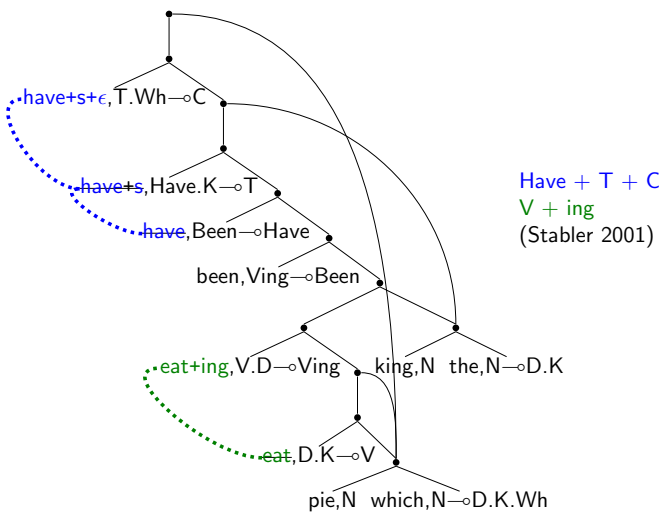 have+s+ϵ,T.Wh⊸C
have+s,Have.K⊸T
Have + T + C
V + ing
(Stabler 2001)
have,Been⊸Have
been,Ving⊸Been
eat+ing,V.D⊸Ving
king,N the,N⊸D.K
eat,D.K⊸V
pie,N which,N⊸D.K.Wh